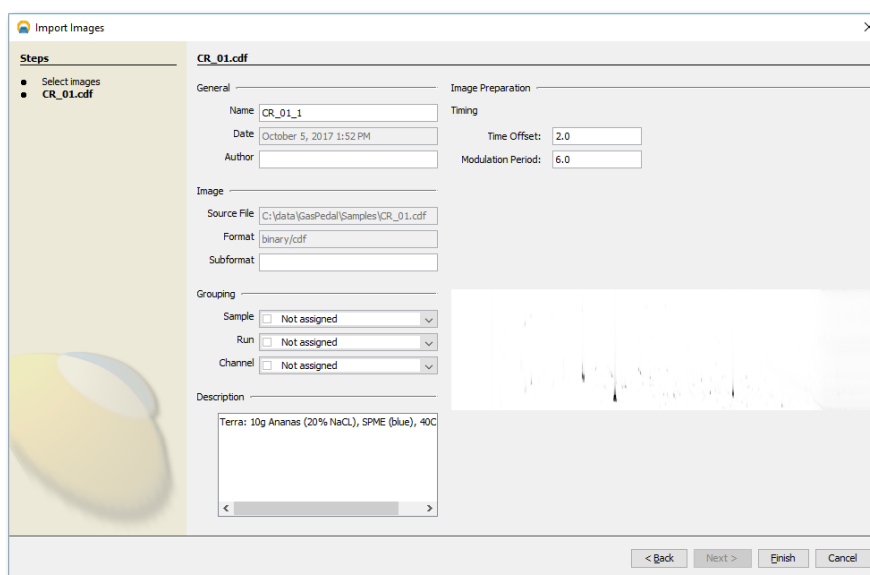 Import Images
Steps
Select images
CR_01.cdf
CR_01.cdf
General
Name CR_01_1
Date October 5, 2017 1:52 PM
Author
Image
Source File C:\data\GasPedal\Samples\CR_01.cdf
Format binary/cdf
Subformat
Grouping
Sample Not assigned
Run Not assigned
Channel Not assigned
Description
Terra: 10g Ananas (20% NaCL), SPME (blue), 40C
Image Preparation
Timing
Time Offset: 2.0
Modulation Period: 6.0
< Back Next > Finish Cancel